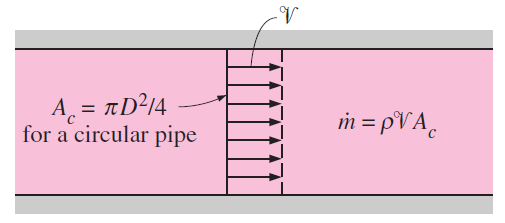 𝒱
A_c = πD²/4
for a circular pipe
ṁ = ρ𝒱A_c